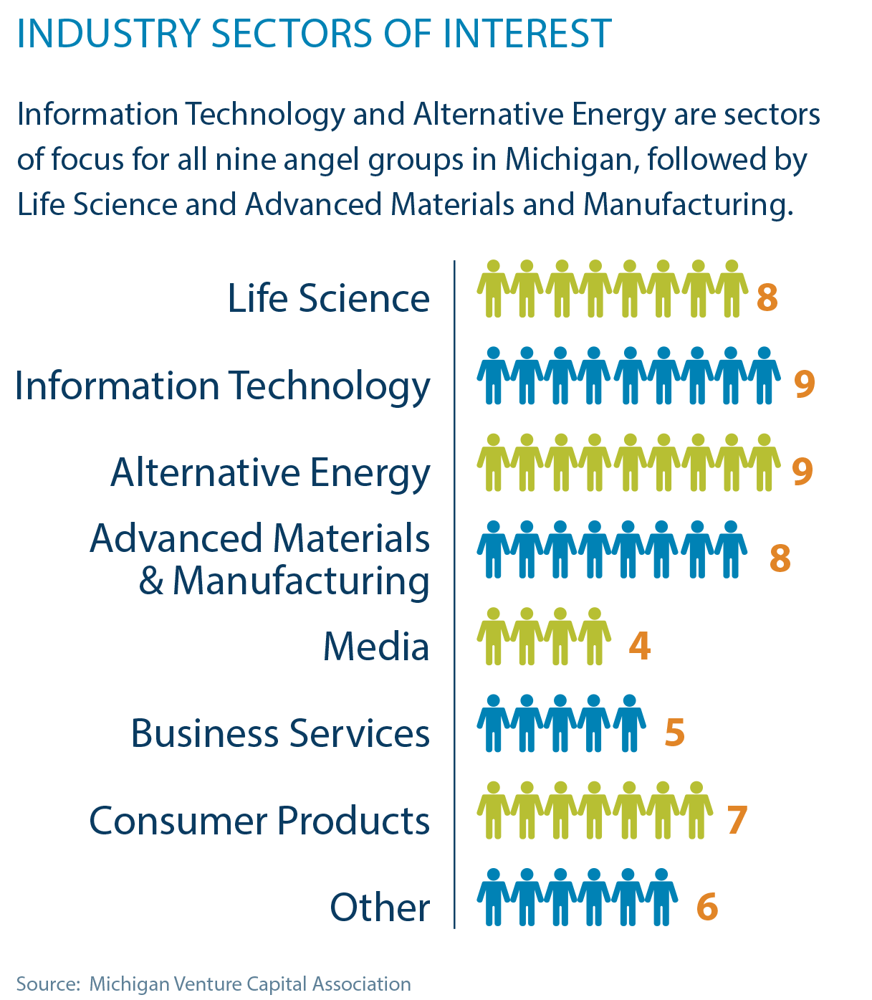 INDUSTRY SECTORS OF INTEREST
Information Technology and Alternative Energy are sectors
of focus for all nine angel groups in Michigan, followed by
Life Science and Advanced Materials and Manufacturing.
Life Science 8
Information Technology 9
Alternative Energy 9
Advanced Materials
& Manufacturing 8
Media 4
Business Services 5
Consumer Products 7
Other 6
Source: Michigan Venture Capital Association